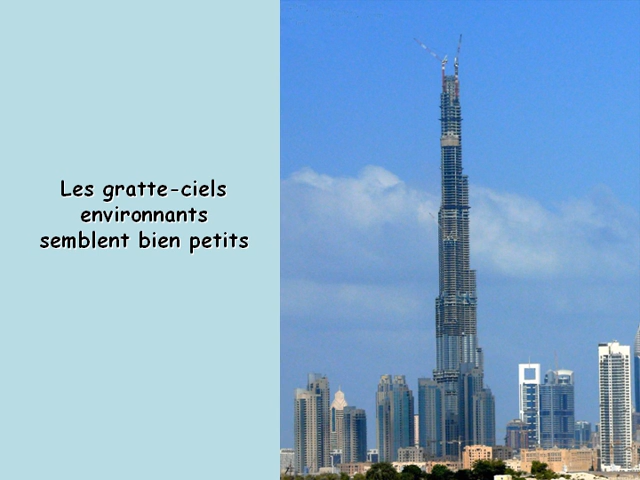 Les gratte-ciels
environnants
semblent bien petits